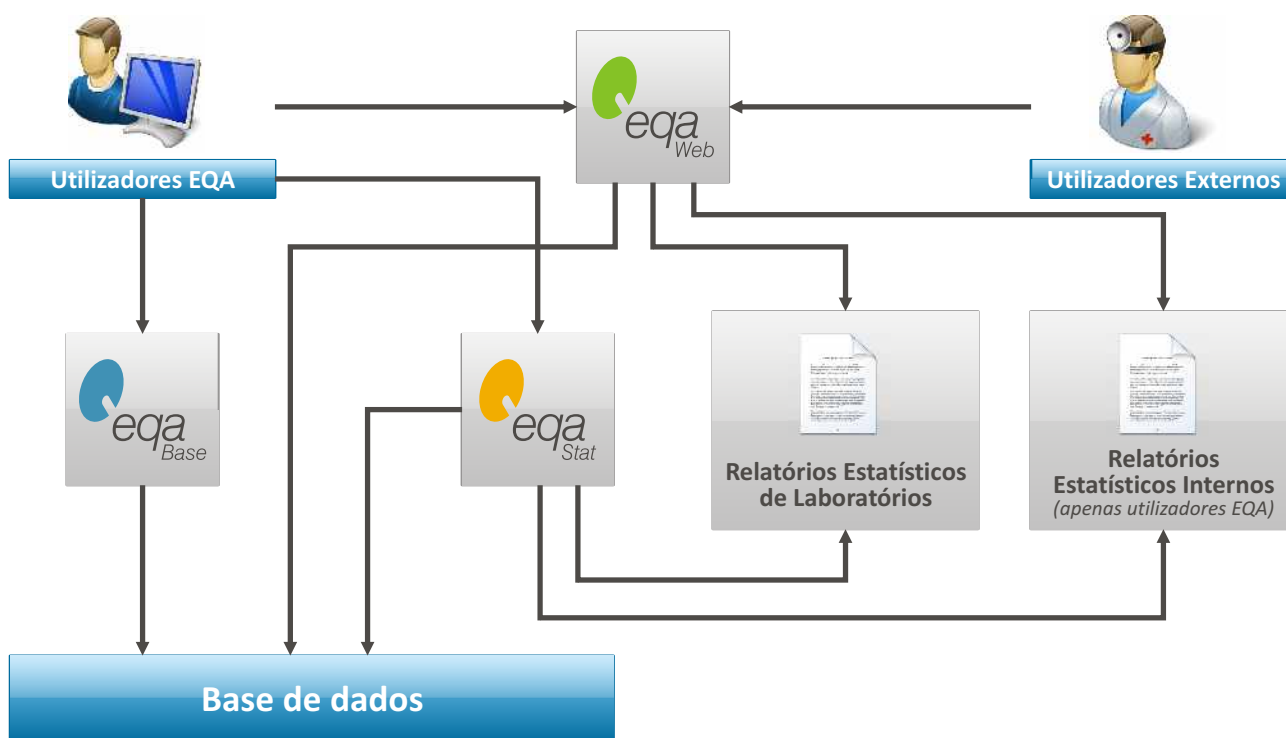 eqa
Web
Utilizadores EQA
Utilizadores Externos
eqa
Base
eqa
Stat
Relatórios Estatísticos
de Laboratórios
Relatórios
Estatísticos Internos
(apenas utilizadores EQA)
Base de dados